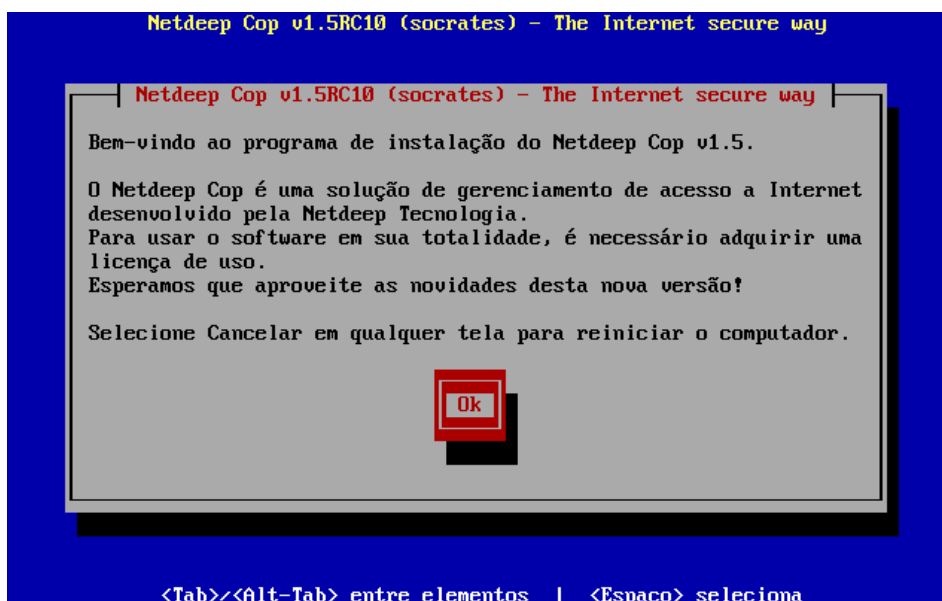 Netdeep Cop v1.5RC10 (socrates) - The Internet secure way
Netdeep Cop v1.5RC10 (socrates) - The Internet secure way
Bem-vindo ao programa de instalação do Netdeep Cop v1.5.
O Netdeep Cop é uma solução de gerenciamento de acesso a Internet
desenvolvido pela Netdeep Tecnologia.
Para usar o software em sua totalidade, é necessário adquirir uma
licença de uso.
Esperamos que aproveite as novidades desta nova versão!
Selecione Cancelar em qualquer tela para reiniciar o computador.
Ok
<Tab>/<Alt-Tab> entre elementos | <Espaco> seleciona